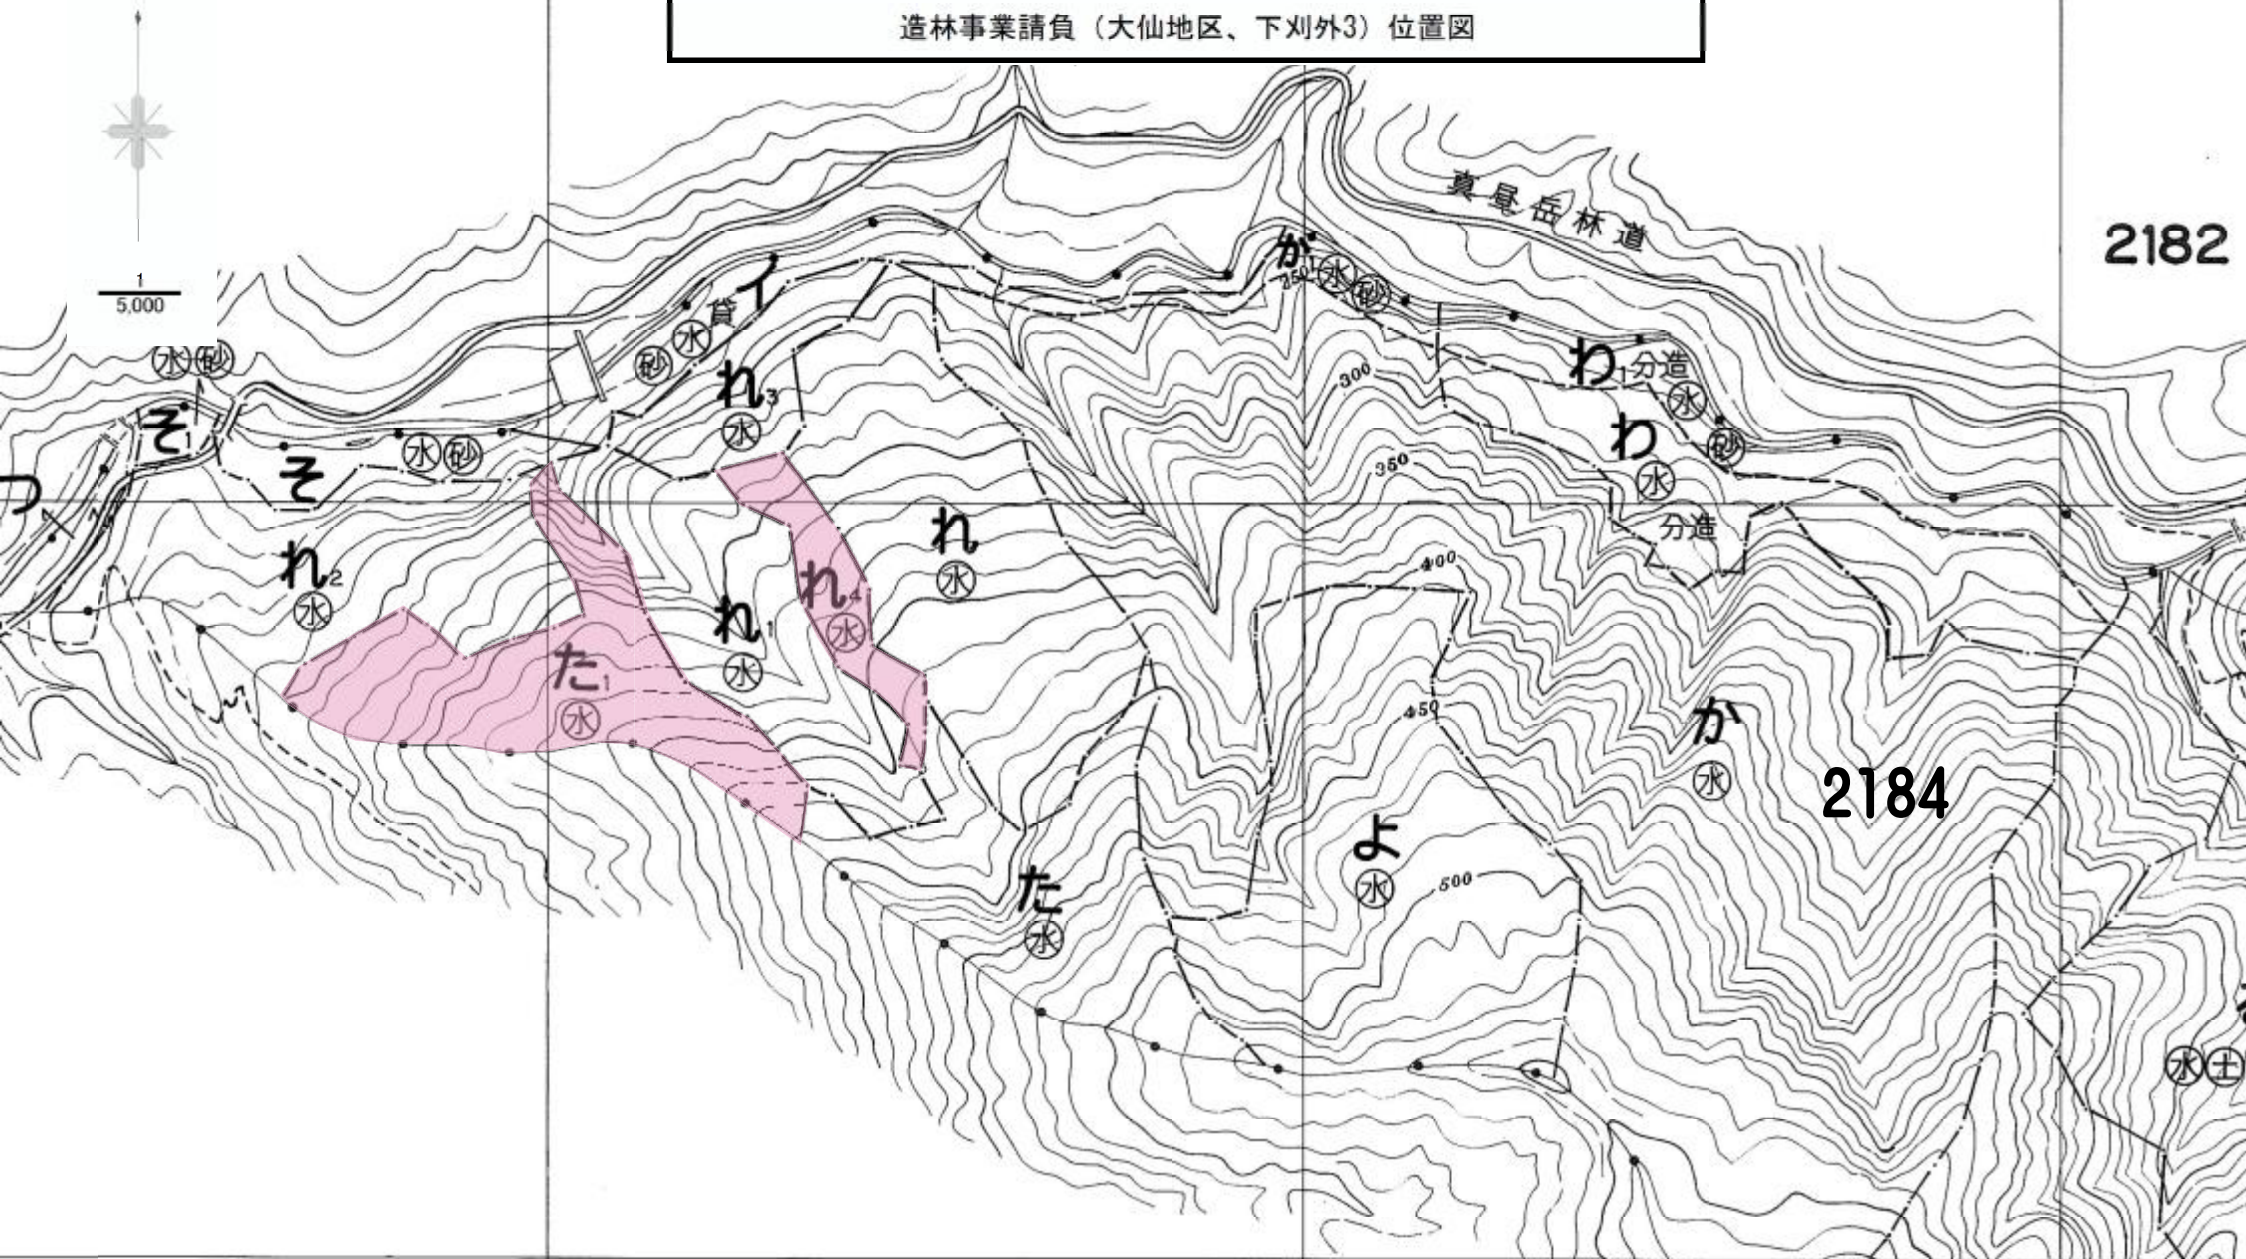 造林事業請負（大仙地区、下刈外3）位置図
真昼岳林道
2182
1
5,000
か1
250
水 砂
貸 イ
砂 水
水 砂
れ3
水
300
わ1 分造
水
そ1
わ
砂
水 砂
350
水
そ
つ
れ
水
分造
れ2
水
400
れ4
水
れ1
水
た1
水
450
か
水
2184
よ
水
500
た
水
水 土